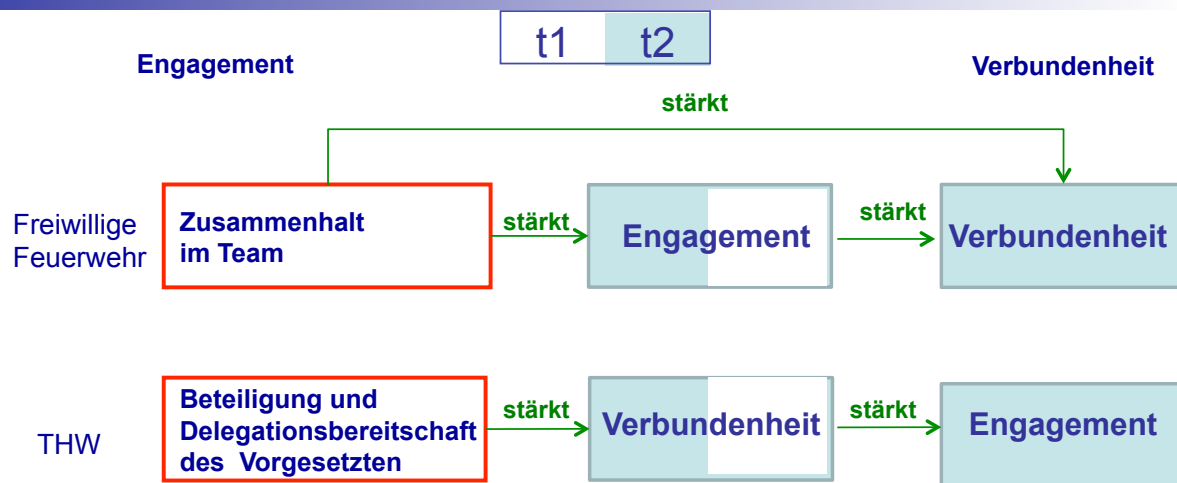 t1 t2
Engagement
Verbundenheit
stärkt
Freiwillige
Feuerwehr
Zusammenhalt
im Team
stärkt
Engagement
stärkt
Verbundenheit
THW
Beteiligung und
Delegationsbereitschaft
des Vorgesetzten
stärkt
Verbundenheit
stärkt
Engagement